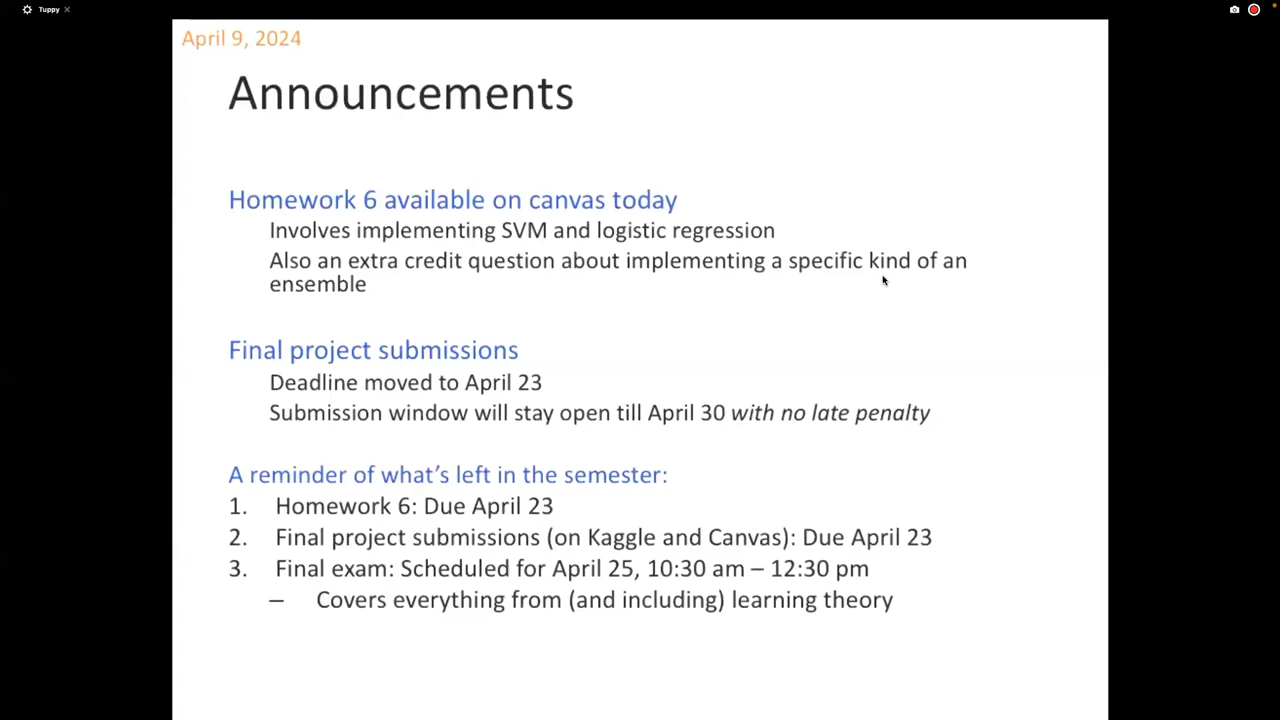 Tuppy
April 9, 2024
Announcements
Homework 6 available on canvas today
Involves implementing SVM and logistic regression
Also an extra credit question about implementing a specific kind of an
ensemble
Final project submissions
Deadline moved to April 23
Submission window will stay open till April 30 with no late penalty
A reminder of what’s left in the semester:
1. Homework 6: Due April 23
2. Final project submissions (on Kaggle and Canvas): Due April 23
3. Final exam: Scheduled for April 25, 10:30 am – 12:30 pm
– Covers everything from (and including) learning theory